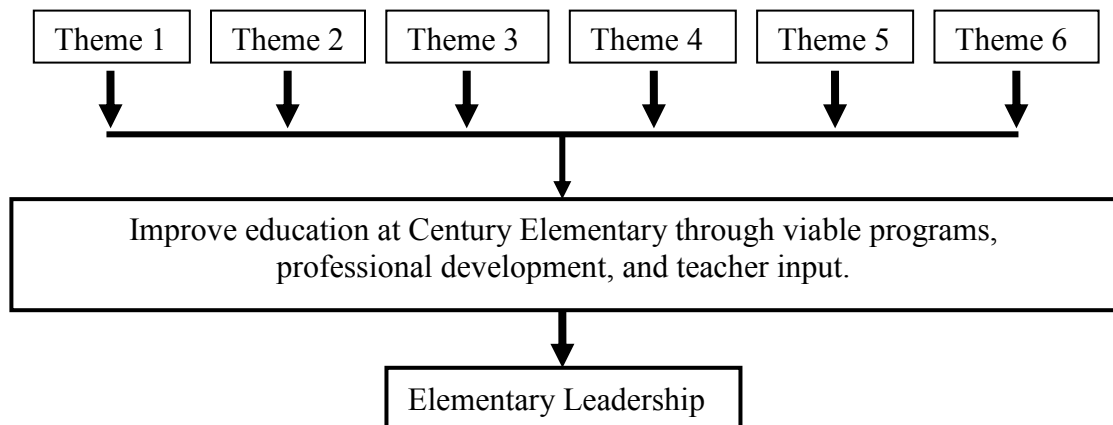 Theme 1
Theme 2
Theme 3
Theme 4
Theme 5
Theme 6
Improve education at Century Elementary through viable programs,
professional development, and teacher input.
Elementary Leadership